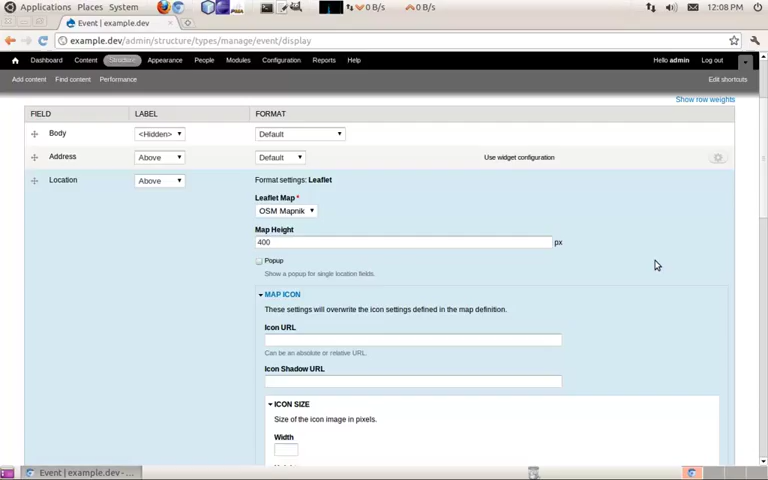 Applications Places System 0 B/s 0 B/s 12:08 PM
Event | example.dev
example.dev/admin/structure/types/manage/event/display
Dashboard Content Structure Appearance People Modules Configuration Reports Help Hello admin Log out
Add content Find content Performance Edit shortcuts
Show row weights
FIELD LABEL FORMAT
Body <Hidden> Default
Address Above Default Use widget configuration
Location Above Format settings: Leaflet
Leaflet Map *
OSM Mapnik
Map Height
400 px
Popup
Show a popup for single location fields.
MAP ICON
These settings will overwrite the icon settings defined in the map definition.
Icon URL
Can be an absolute or relative URL.
Icon Shadow URL
ICON SIZE
Size of the icon image in pixels.
Width
Event | example.dev - ...